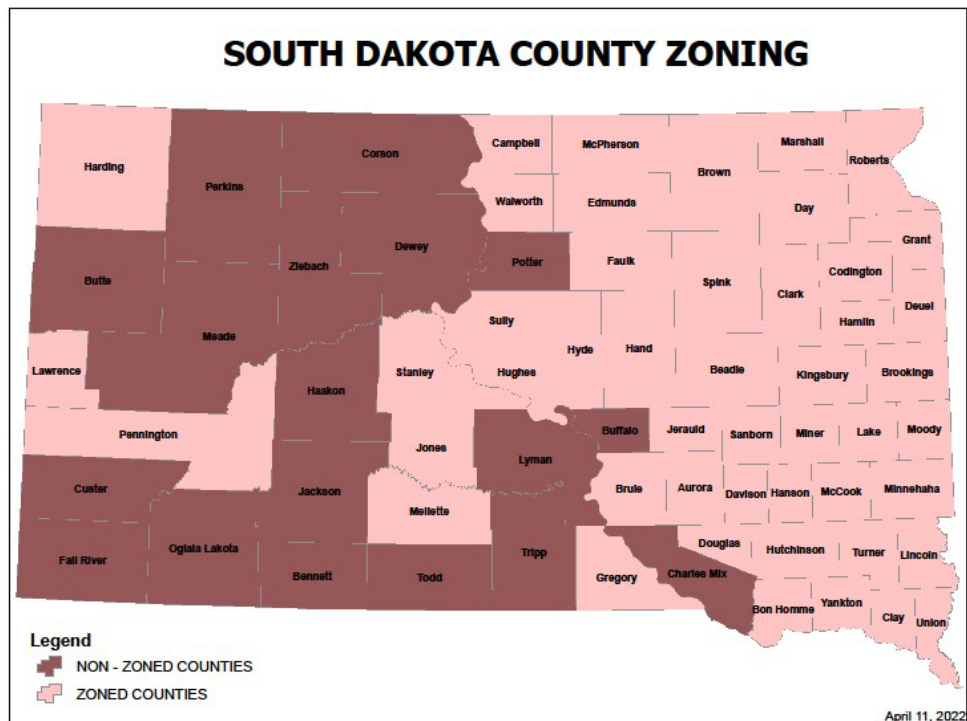 SOUTH DAKOTA COUNTY ZONING
Harding
Perkins
Corson
Campbell
McPherson
Brown
Marshall
Roberts
Walworth
Edmunds
Day
Dewey
Ziebach
Potter
Faulk
Grant
Butte
Spink
Clark
Codington
Deuel
Hamlin
Meade
Sully
Hyde
Hand
Lawrence
Stanley
Hughes
Beadle
Kingsbury
Brookings
Haakon
Pennington
Jones
Lyman
Buffalo
Jerauld
Sanborn
Miner
Lake
Moody
Custer
Jackson
Mellette
Brule
Aurora
Davison
Hanson
McCook
Minnehaha
Fall River
Oglala Lakota
Bennett
Todd
Tripp
Gregory
Douglas
Charles Mix
Hutchinson
Turner
Lincoln
Bon Homme
Yankton
Clay
Union
Legend
NON - ZONED COUNTIES
ZONED COUNTIES
April 11, 2022